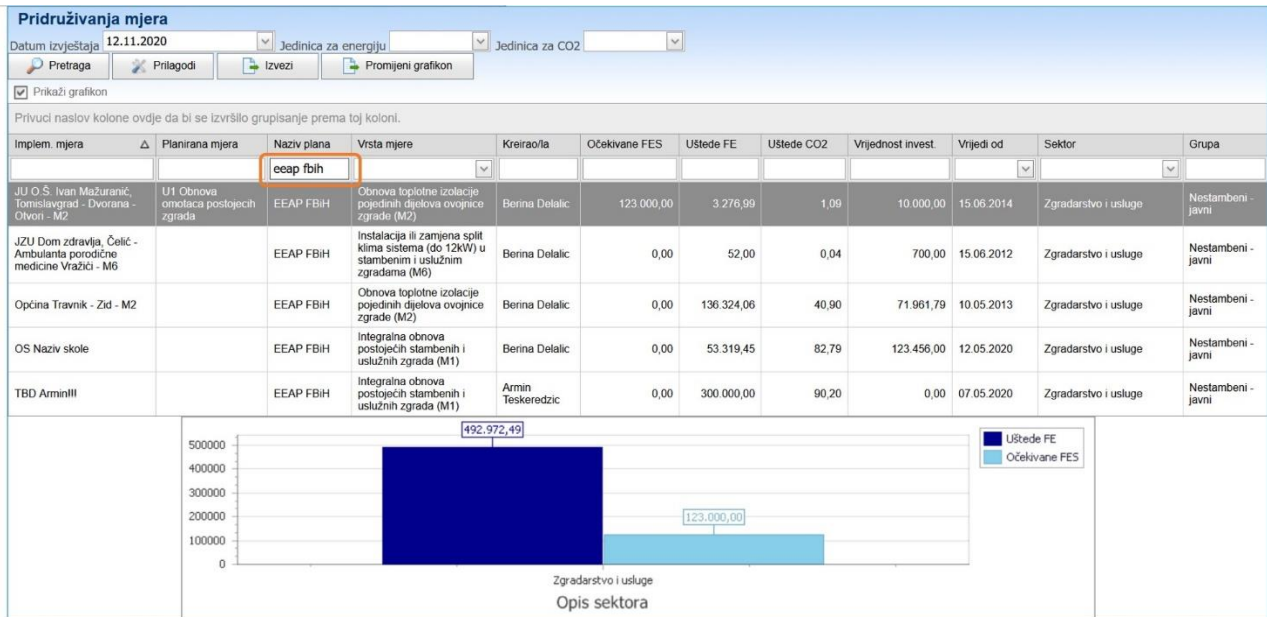 Pridruživanja mjera
Datum izvještaja 12.11.2020 Jedinica za energiju Jedinica za CO2
Pretraga Prilagodi Izvezi Promijeni grafikon
Prikaži grafikon
Privuci naslov kolone ovdje da bi se izvršilo grupisanje prema toj koloni.
Implem. mjera Planirana mjera Naziv plana Vrsta mjere Kreirao/la Očekivane FES Uštede FE Uštede CO2 Vrijednost invest. Vrijedi od Sektor Grupa
eeap fbih
JU O.Š. Ivan Mažuranić,
Tomislavgrad - Dvorana -
Otvori - M2
U1 Obnova
omotaca postojecih
zgrada
EEAP FBiH
Obnova toplotne izolacije
pojedinih dijelova ovojnice
zgrade (M2)
Berina Delalic
123.000,00
3.276,99
1,09
10.000,00
15.06.2014
Zgradarstvo i usluge
Nestambeni -
javni
JZU Dom zdravlja, Čelić -
Ambulanta porodične
medicine Vražići - M6
EEAP FBiH
Instalacija ili zamjena split
klima sistema (do 12kW) u
stambenim i uslužnim
zgradama (M6)
Berina Delalic
0,00
52,00
0,04
700,00
15.06.2012
Zgradarstvo i usluge
Nestambeni -
javni
Općina Travnik - Zid - M2
EEAP FBiH
Obnova toplotne izolacije
pojedinih dijelova ovojnice
zgrade (M2)
Berina Delalic
0,00
136.324,06
40,90
71.961,79
10.05.2013
Zgradarstvo i usluge
Nestambeni -
javni
OS Naziv skole
EEAP FBiH
Integralna obnova
postojećih stambenih i
uslužnih zgrada (M1)
Berina Delalic
0,00
53.319,45
82,79
123.456,00
12.05.2020
Zgradarstvo i usluge
Nestambeni -
javni
TBD Armin!!!
EEAP FBiH
Integralna obnova
postojećih stambenih i
uslužnih zgrada (M1)
Armin
Teskeredzic
0,00
300.000,00
90,20
0,00
07.05.2020
Zgradarstvo i usluge
Nestambeni -
javni
492.972,49
Uštede FE
Očekivane FES
500000
400000
300000
200000
123.000,00
100000
0
Zgradarstvo i usluge
Opis sektora